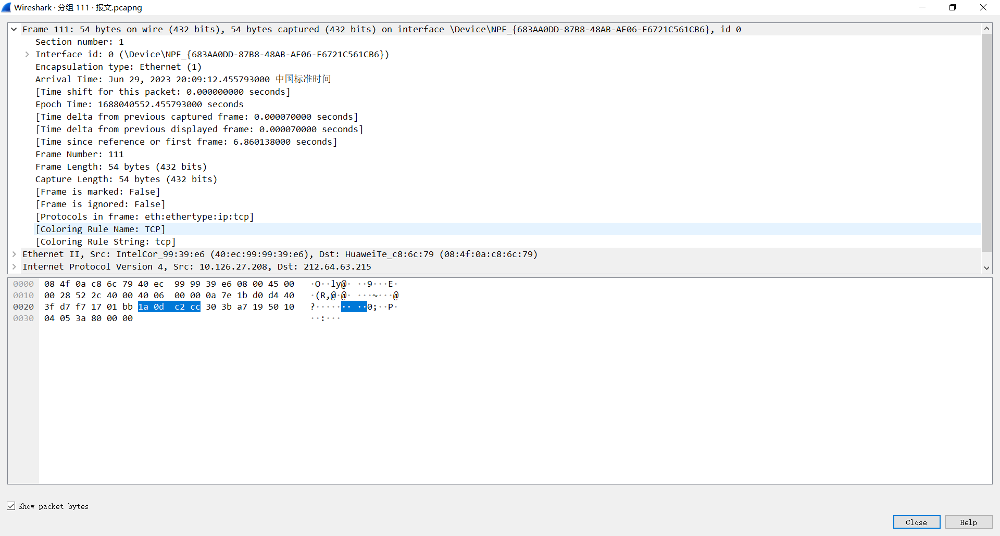 Wireshark · 分组 111 · 报文.pcapng
Frame 111: 54 bytes on wire (432 bits), 54 bytes captured (432 bits) on interface \Device\NPF_{683AA0DD-87B8-48AB-AF06-F6721C561CB6}, id 0
Section number: 1
Interface id: 0 (\Device\NPF_{683AA0DD-87B8-48AB-AF06-F6721C561CB6})
Encapsulation type: Ethernet (1)
Arrival Time: Jun 29, 2023 20:09:12.455793000 中国标准时间
[Time shift for this packet: 0.000000000 seconds]
Epoch Time: 1688040552.455793000 seconds
[Time delta from previous captured frame: 0.000070000 seconds]
[Time delta from previous displayed frame: 0.000070000 seconds]
[Time since reference or first frame: 6.860138000 seconds]
Frame Number: 111
Frame Length: 54 bytes (432 bits)
Capture Length: 54 bytes (432 bits)
[Frame is marked: False]
[Frame is ignored: False]
[Protocols in frame: eth:ethertype:ip:tcp]
[Coloring Rule Name: TCP]
[Coloring Rule String: tcp]
Ethernet II, Src: IntelCor_99:39:e6 (40:ec:99:99:39:e6), Dst: HuaweiTe_c8:6c:79 (08:4f:0a:c8:6c:79)
Internet Protocol Version 4, Src: 10.126.27.208, Dst: 212.64.63.215
0000 08 4f 0a c8 6c 79 40 ec 99 99 39 e6 08 00 45 00 ·O··ly@· ··9···E·
0010 00 28 52 2c 40 00 40 06 00 00 0a 7e 1b d0 d4 40 ·(R,@·@· ···~···@
0020 3f d7 f7 17 01 bb 1a 0d c2 cc 30 3b a7 19 50 10 ?······· ··0;··P·
0030 04 05 3a 80 00 00 ··:···
Show packet bytes
Close
Help